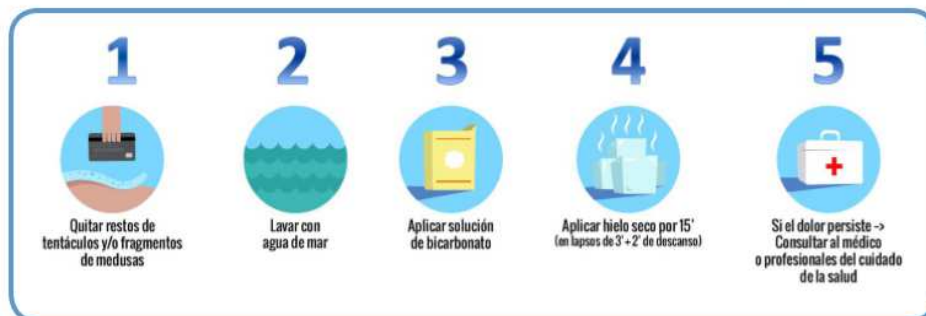 1
Quitar restos de
tentáculos y/o fragmentos
de medusas
2
Lavar con
agua de mar
3
Aplicar solución
de bicarbonato
4
Aplicar hielo seco por 15'
(en lapsos de 3'+2' de descanso)
5
Si el dolor persiste ->
Consultar al médico
o profesionales del cuidado
de la salud